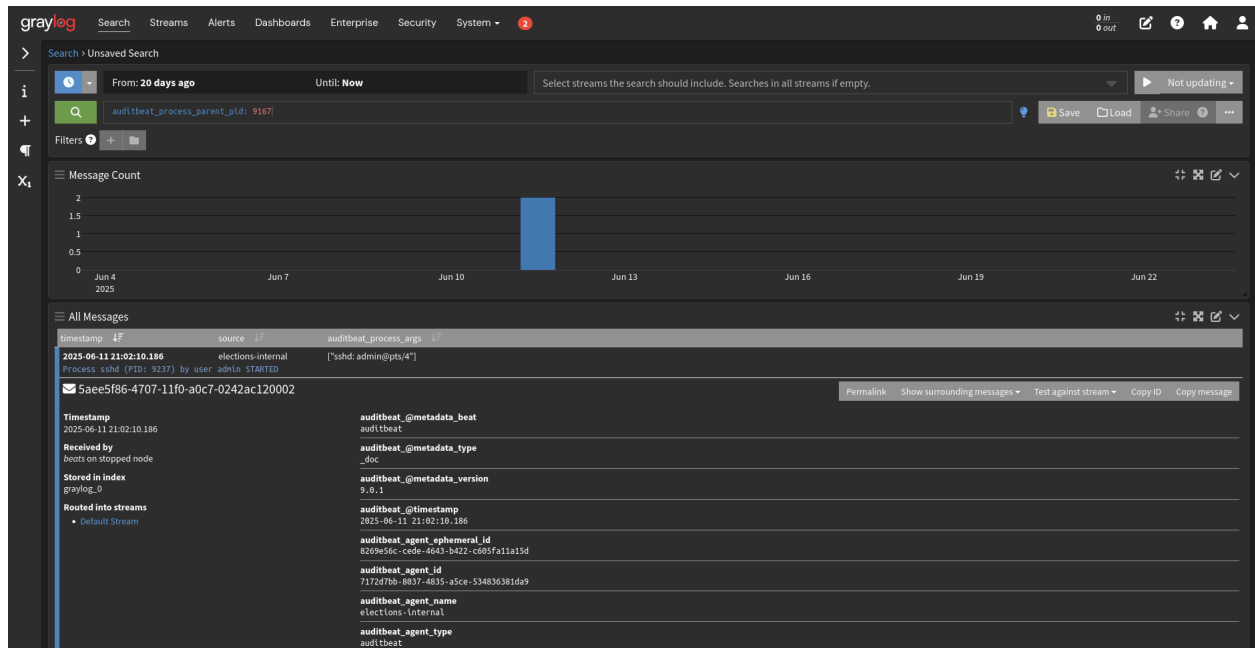 graylog Search Streams Alerts Dashboards Enterprise Security System 2 0 in
0 out
Search > Unsaved Search
From: 20 days ago Until: Now Select streams the search should include. Searches in all streams if empty. Not updating
auditbeat_process_parent_pid: 9167 Save Load Share
Filters
Message Count
2
1.5
1
0.5
0
Jun 4 Jun 7 Jun 10 Jun 13 Jun 16 Jun 19 Jun 22
2025
All Messages
timestamp source auditbeat_process_args
2025-06-11 21:02:10.186 elections-internal ["sshd: admin@pts/4"]
Process sshd (PID: 9237) by user admin STARTED
5aee5f86-4707-11f0-a0c7-0242ac120002 Permalink Show surrounding messages Test against stream Copy ID Copy message
Timestamp
2025-06-11 21:02:10.186
Received by
beats on stopped node
Stored in index
graylog_0
Routed into streams
• Default Stream
auditbeat_@metadata_beat
auditbeat
auditbeat_@metadata_type
_doc
auditbeat_@metadata_version
9.0.1
auditbeat_@timestamp
2025-06-11 21:02:10.186
auditbeat_agent_ephemeral_id
8269e56c-cede-4643-b422-c605fa11a15d
auditbeat_agent_id
7172d7bb-8037-4835-a5ce-534836381da9
auditbeat_agent_name
elections-internal
auditbeat_agent_type
auditbeat